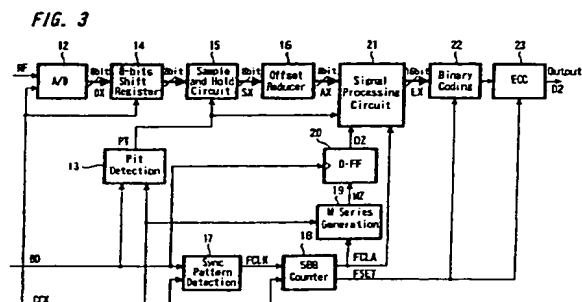 FIG. 3
12
14
15
16
21
22
23
RF
A/D
8bit
DX
8-bits Shift Register
8bit
Sample and Hold Circuit
8bit
SX
Offset Reducer
8bit
AX
Signal Processing Circuit
16bit
EX
Binary Coding
ECC
Output
D2
PT
13
Pit Detection
20
DZ
D-FF
19
MZ
M Series Generation
BD
17
Sync Pattern Detection
FCLK
18
588 Counter
FCLA
FSET
CCK